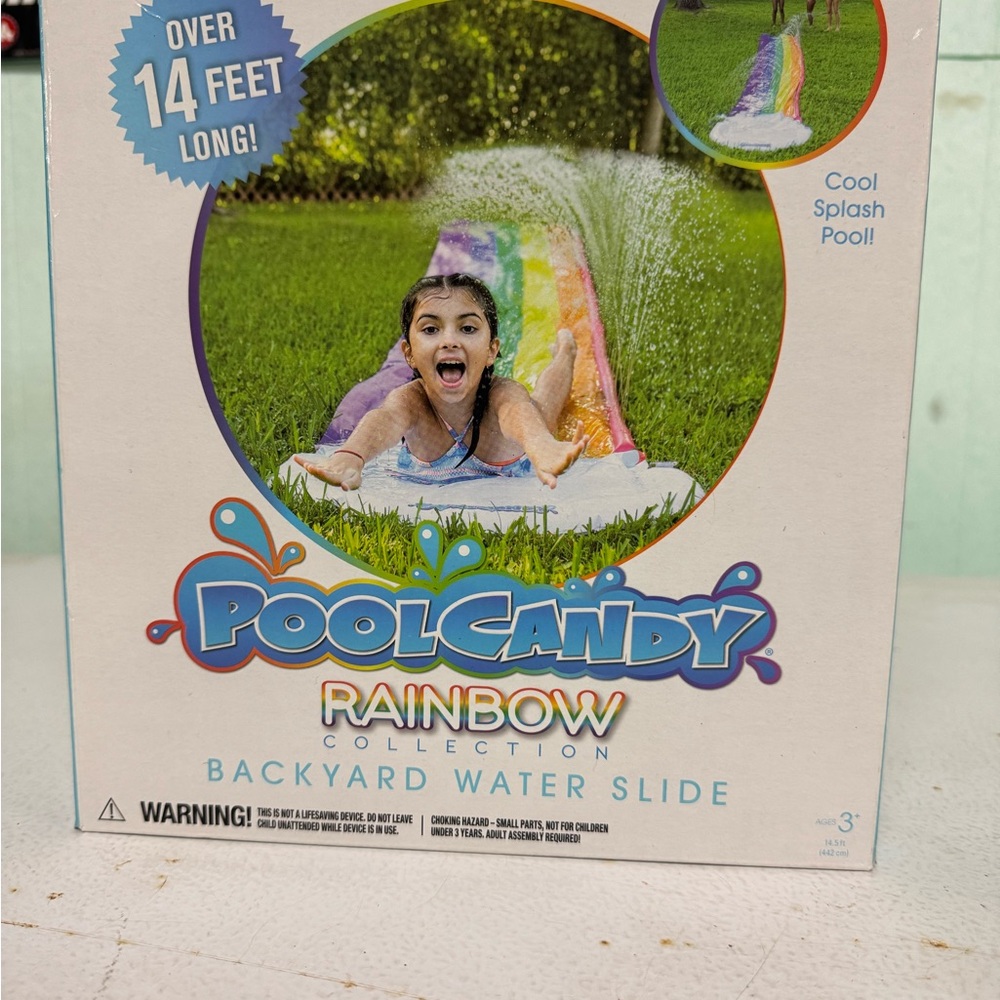 OVER
14 FEET
LONG!
Cool
Splash
Pool!
POOLCANDY®
RAINBOW
COLLECTION
BACKYARD WATER SLIDE
WARNING! THIS IS NOT A LIFESAVING DEVICE. DO NOT LEAVE
CHILD UNATTENDED WHILE DEVICE IS IN USE.
CHOKING HAZARD – SMALL PARTS, NOT FOR CHILDREN
UNDER 3 YEARS. ADULT ASSEMBLY REQUIRED!
AGES 3+
14.5 ft
(442 cm)